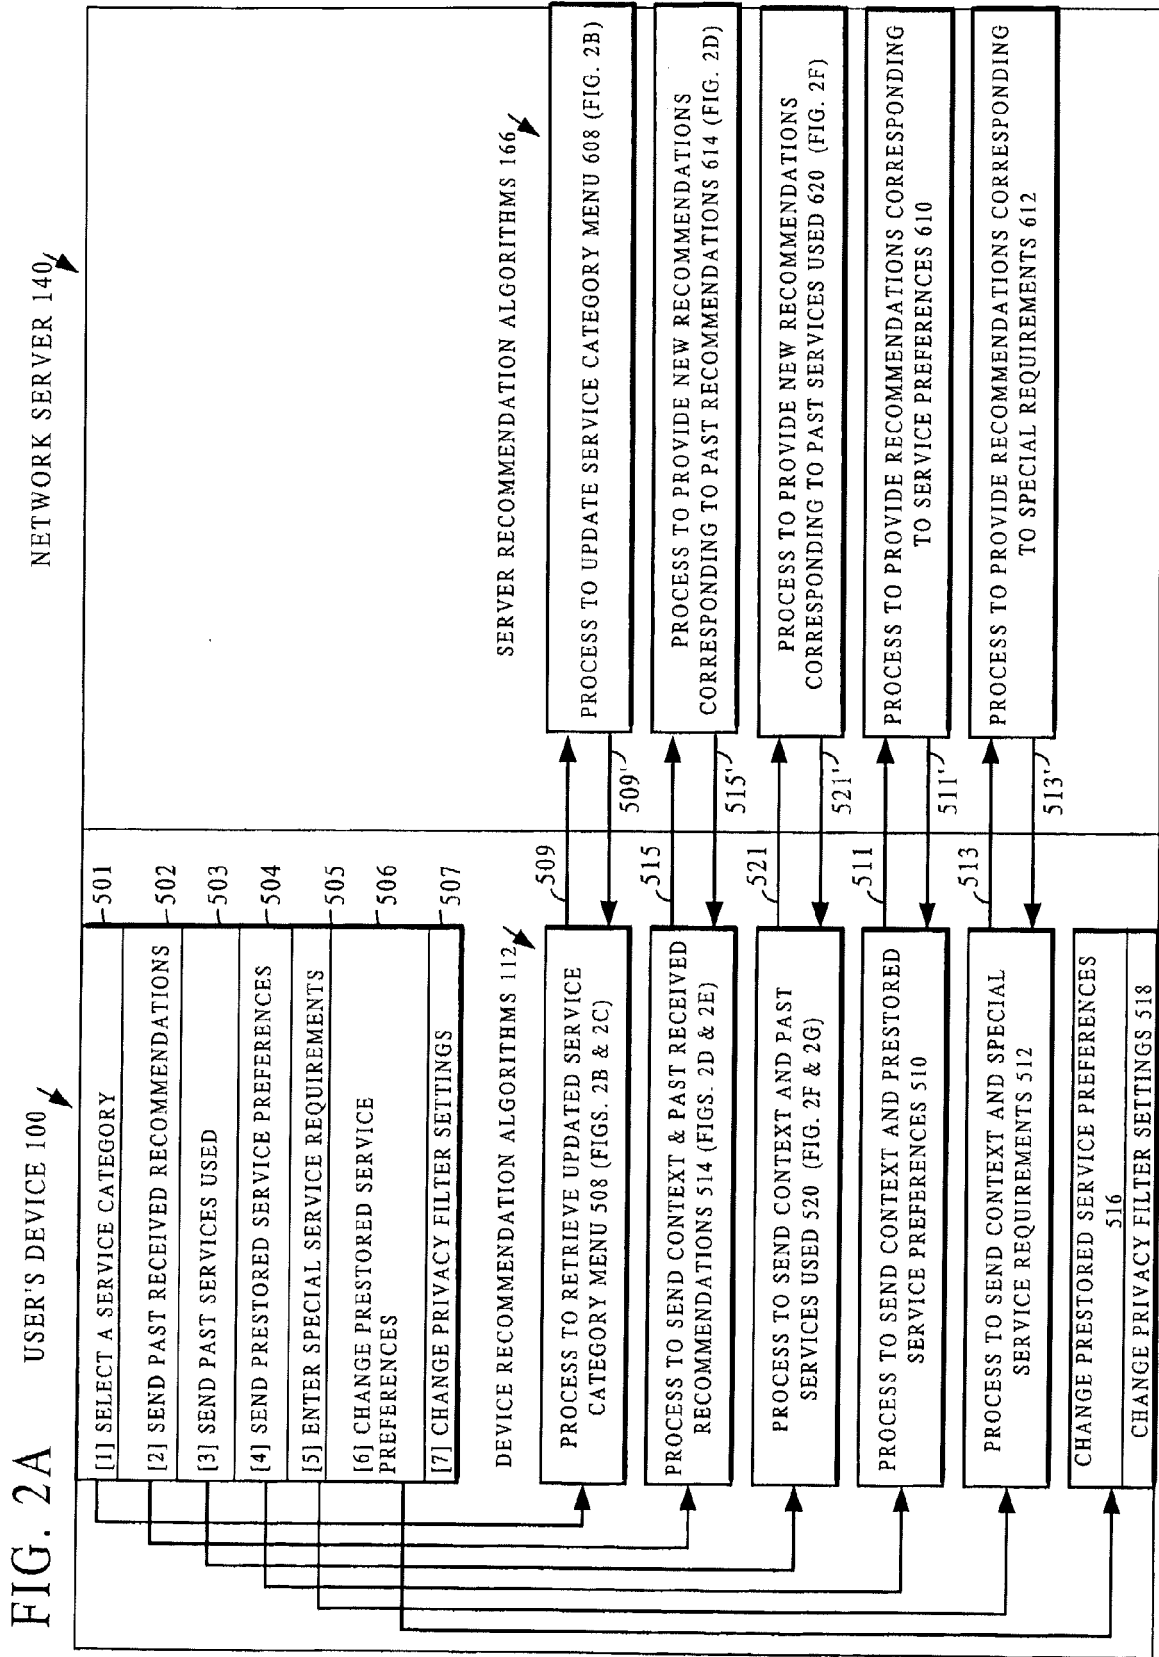 FIG. 2A
USER'S DEVICE 100
NETWORK SERVER 140
[1] SELECT A SERVICE CATEGORY
501
[2] SEND PAST RECEIVED RECOMMENDATIONS
502
[3] SEND PAST SERVICES USED
503
[4] SEND PRESTORED SERVICE PREFERENCES
504
[5] ENTER SPECIAL SERVICE REQUIREMENTS
505
[6] CHANGE PRESTORED SERVICE
PREFERENCES
506
[7] CHANGE PRIVACY FILTER SETTINGS
507
DEVICE RECOMMENDATION ALGORITHMS 112
SERVER RECOMMENDATION ALGORITHMS 166
PROCESS TO RETRIEVE UPDATED SERVICE
CATEGORY MENU 508 (FIGS. 2B & 2C)
509
509'
PROCESS TO UPDATE SERVICE CATEGORY MENU 608 (FIG. 2B)
PROCESS TO SEND CONTEXT & PAST RECEIVED
RECOMMENDATIONS 514 (FIGS. 2D & 2E)
515
515'
PROCESS TO PROVIDE NEW RECOMMENDATIONS
CORRESPONDING TO PAST RECOMMENDATIONS 614 (FIG. 2D)
PROCESS TO SEND CONTEXT AND PAST
SERVICES USED 520 (FIG. 2F & 2G)
521
521'
PROCESS TO PROVIDE NEW RECOMMENDATIONS
CORRESPONDING TO PAST SERVICES USED 620 (FIG. 2F)
PROCESS TO SEND CONTEXT AND PRESTORED
SERVICE PREFERENCES 510
511
511'
PROCESS TO PROVIDE RECOMMENDATIONS CORRESPONDING
TO SERVICE PREFERENCES 610
PROCESS TO SEND CONTEXT AND SPECIAL
SERVICE REQUIREMENTS 512
513
513'
PROCESS TO PROVIDE RECOMMENDATIONS CORRESPONDING
TO SPECIAL REQUIREMENTS 612
CHANGE PRESTORED SERVICE PREFERENCES
516
CHANGE PRIVACY FILTER SETTINGS 518